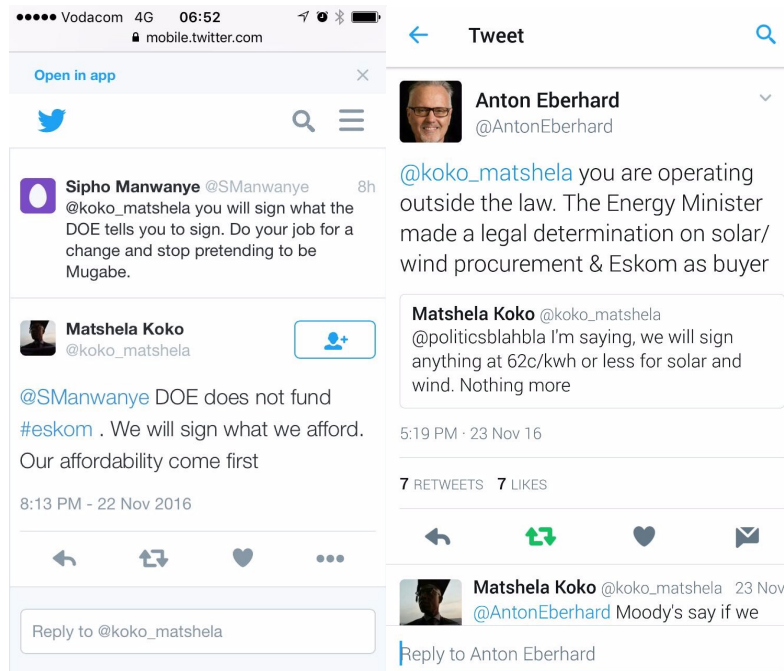 Vodacom 4G 06:52
mobile.twitter.com
Open in app
Sipho Manwanye @SManwanye 8h
@koko_matshela you will sign what the
DOE tells you to sign. Do your job for a
change and stop pretending to be
Mugabe.
Matshela Koko
@koko_matshela
@SManwanye DOE does not fund
#eskom . We will sign what we afford.
Our affordability come first
8:13 PM - 22 Nov 2016
Reply to @koko_matshela
Tweet
Anton Eberhard
@AntonEberhard
@koko_matshela you are operating
outside the law. The Energy Minister
made a legal determination on solar/
wind procurement & Eskom as buyer
Matshela Koko @koko_matshela
@politicsblahbla I'm saying, we will sign
anything at 62c/kwh or less for solar and
wind. Nothing more
5:19 PM · 23 Nov 16
7 RETWEETS 7 LIKES
Matshela Koko @koko_matshela 23 Nov
@AntonEberhard Moody's say if we
Reply to Anton Eberhard